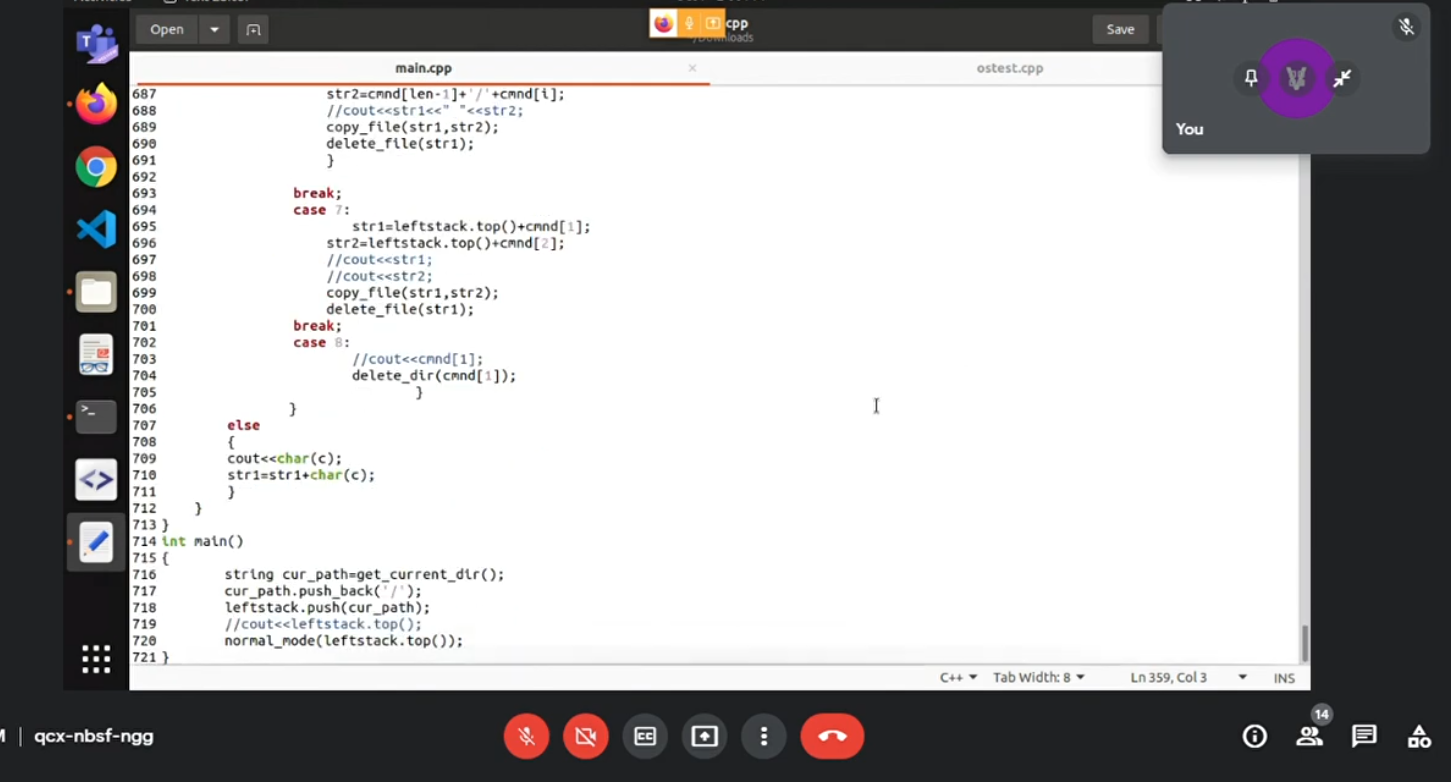 Open
cpp
~/Downloads
Save
main.cpp
ostest.cpp
You
687 str2=cmnd[len-1]+'/'+cmnd[i];
688 //cout<<str1<<" "<<str2;
689 copy_file(str1,str2);
690 delete_file(str1);
691 }
692
693 break;
694 case 7:
695 str1=leftstack.top()+cmnd[1];
696 str2=leftstack.top()+cmnd[2];
697 //cout<<str1;
698 //cout<<str2;
699 copy_file(str1,str2);
700 delete_file(str1);
701 break;
702 case 8:
703 //cout<<cmnd[1];
704 delete_dir(cmnd[1]);
705 }
706 }
707 else
708 {
709 cout<<char(c);
710 str1=str1+char(c);
711 }
712 }
713 }
714 int main()
715 {
716 string cur_path=get_current_dir();
717 cur_path.push_back('/');
718 leftstack.push(cur_path);
719 //cout<<leftstack.top();
720 normal_mode(leftstack.top());
721 }
C++ Tab Width: 8 Ln 359, Col 3 INS
M | qcx-nbsf-ngg
CC
14